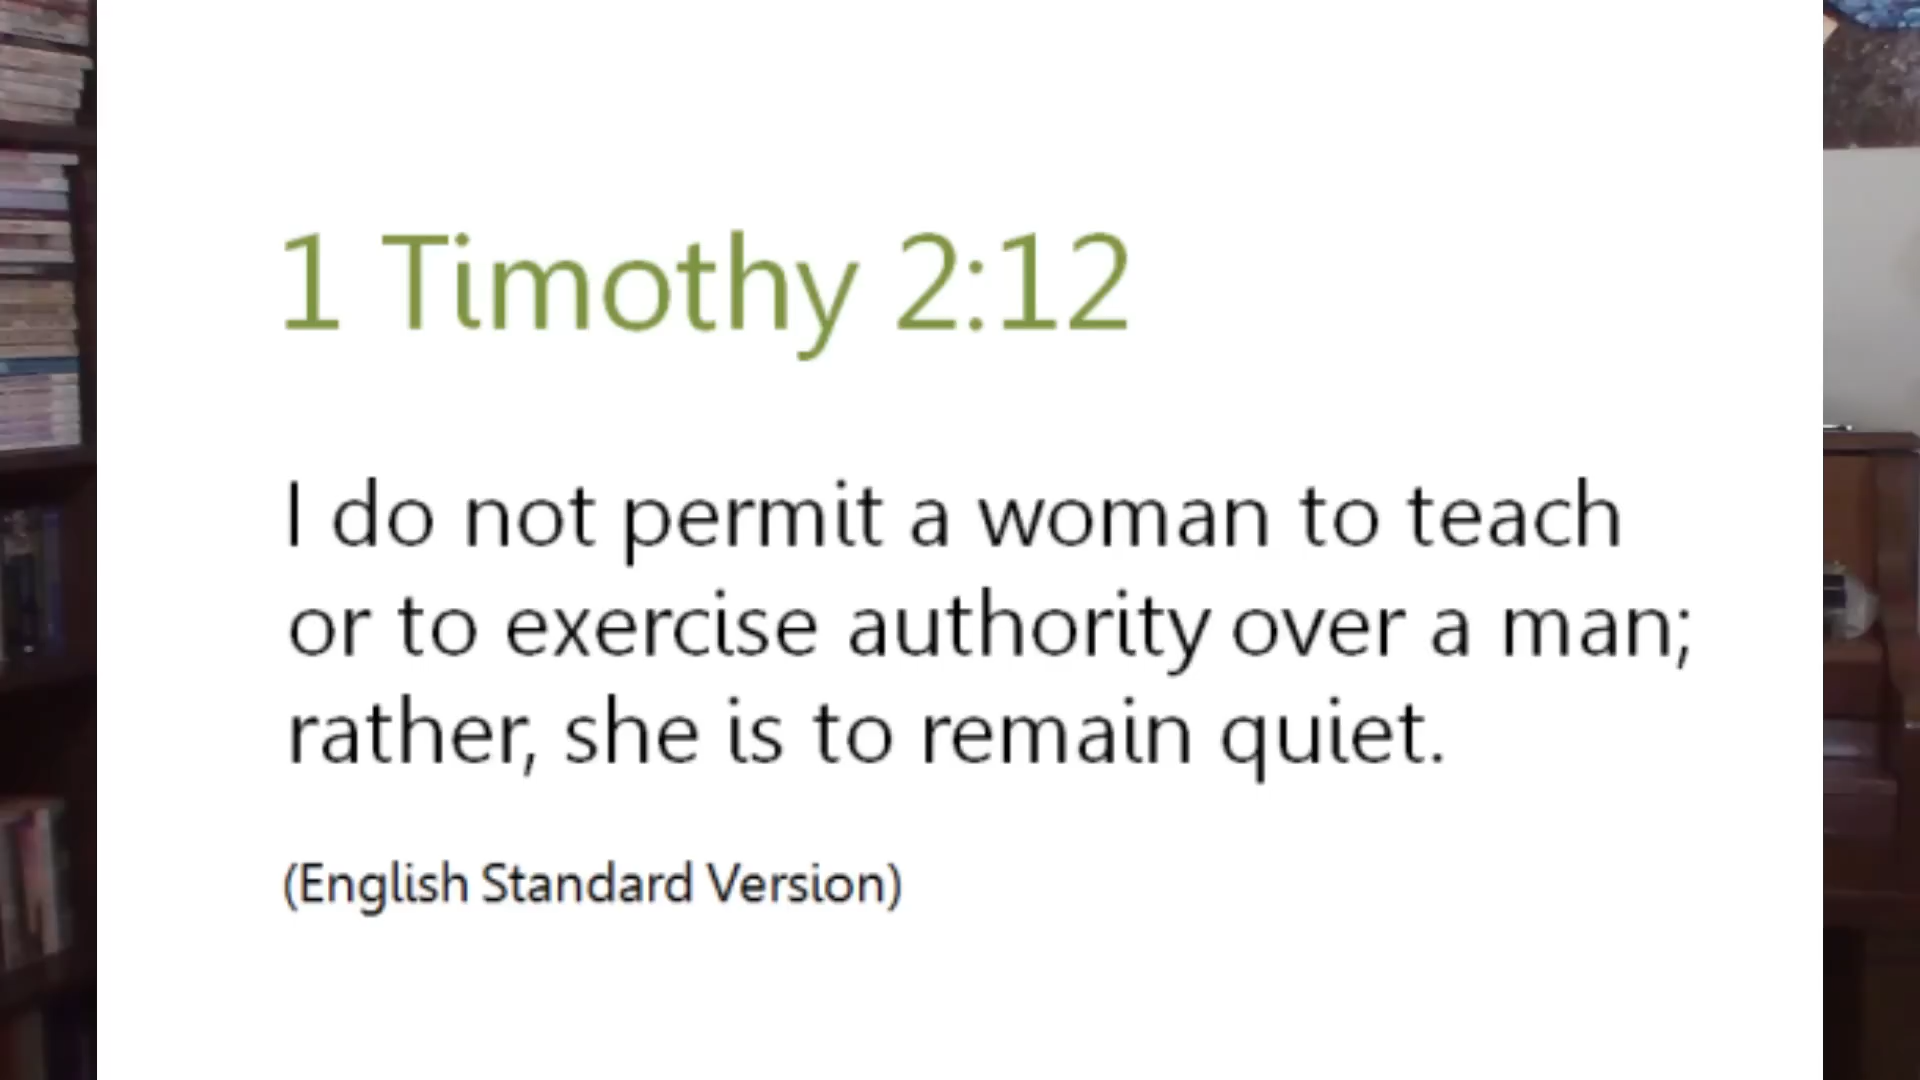 1 Timothy 2:12
I do not permit a woman to teach
or to exercise authority over a man;
rather, she is to remain quiet.
(English Standard Version)